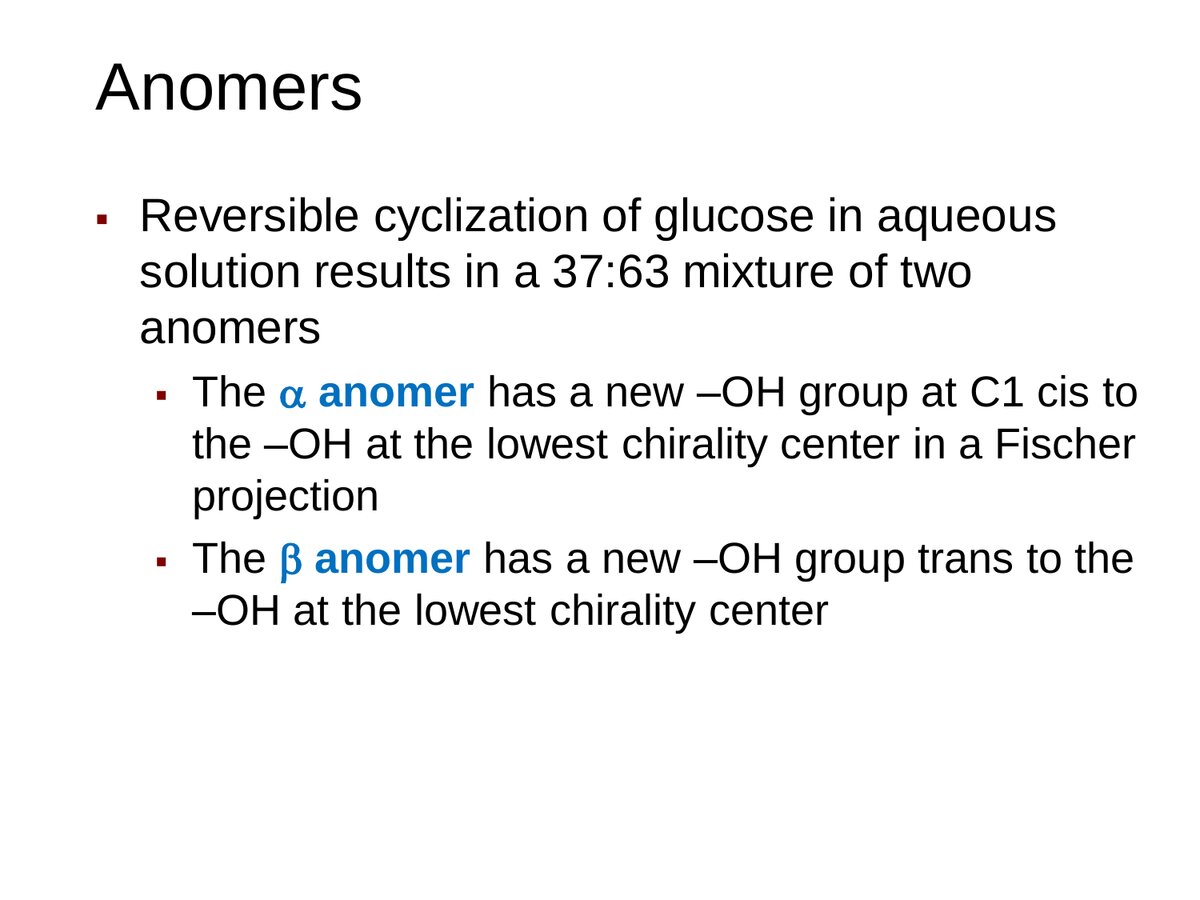 Anomers
▪ Reversible cyclization of glucose in aqueous
solution results in a 37:63 mixture of two
anomers
▪ The α anomer has a new –OH group at C1 cis to
the –OH at the lowest chirality center in a Fischer
projection
▪ The β anomer has a new –OH group trans to the
–OH at the lowest chirality center